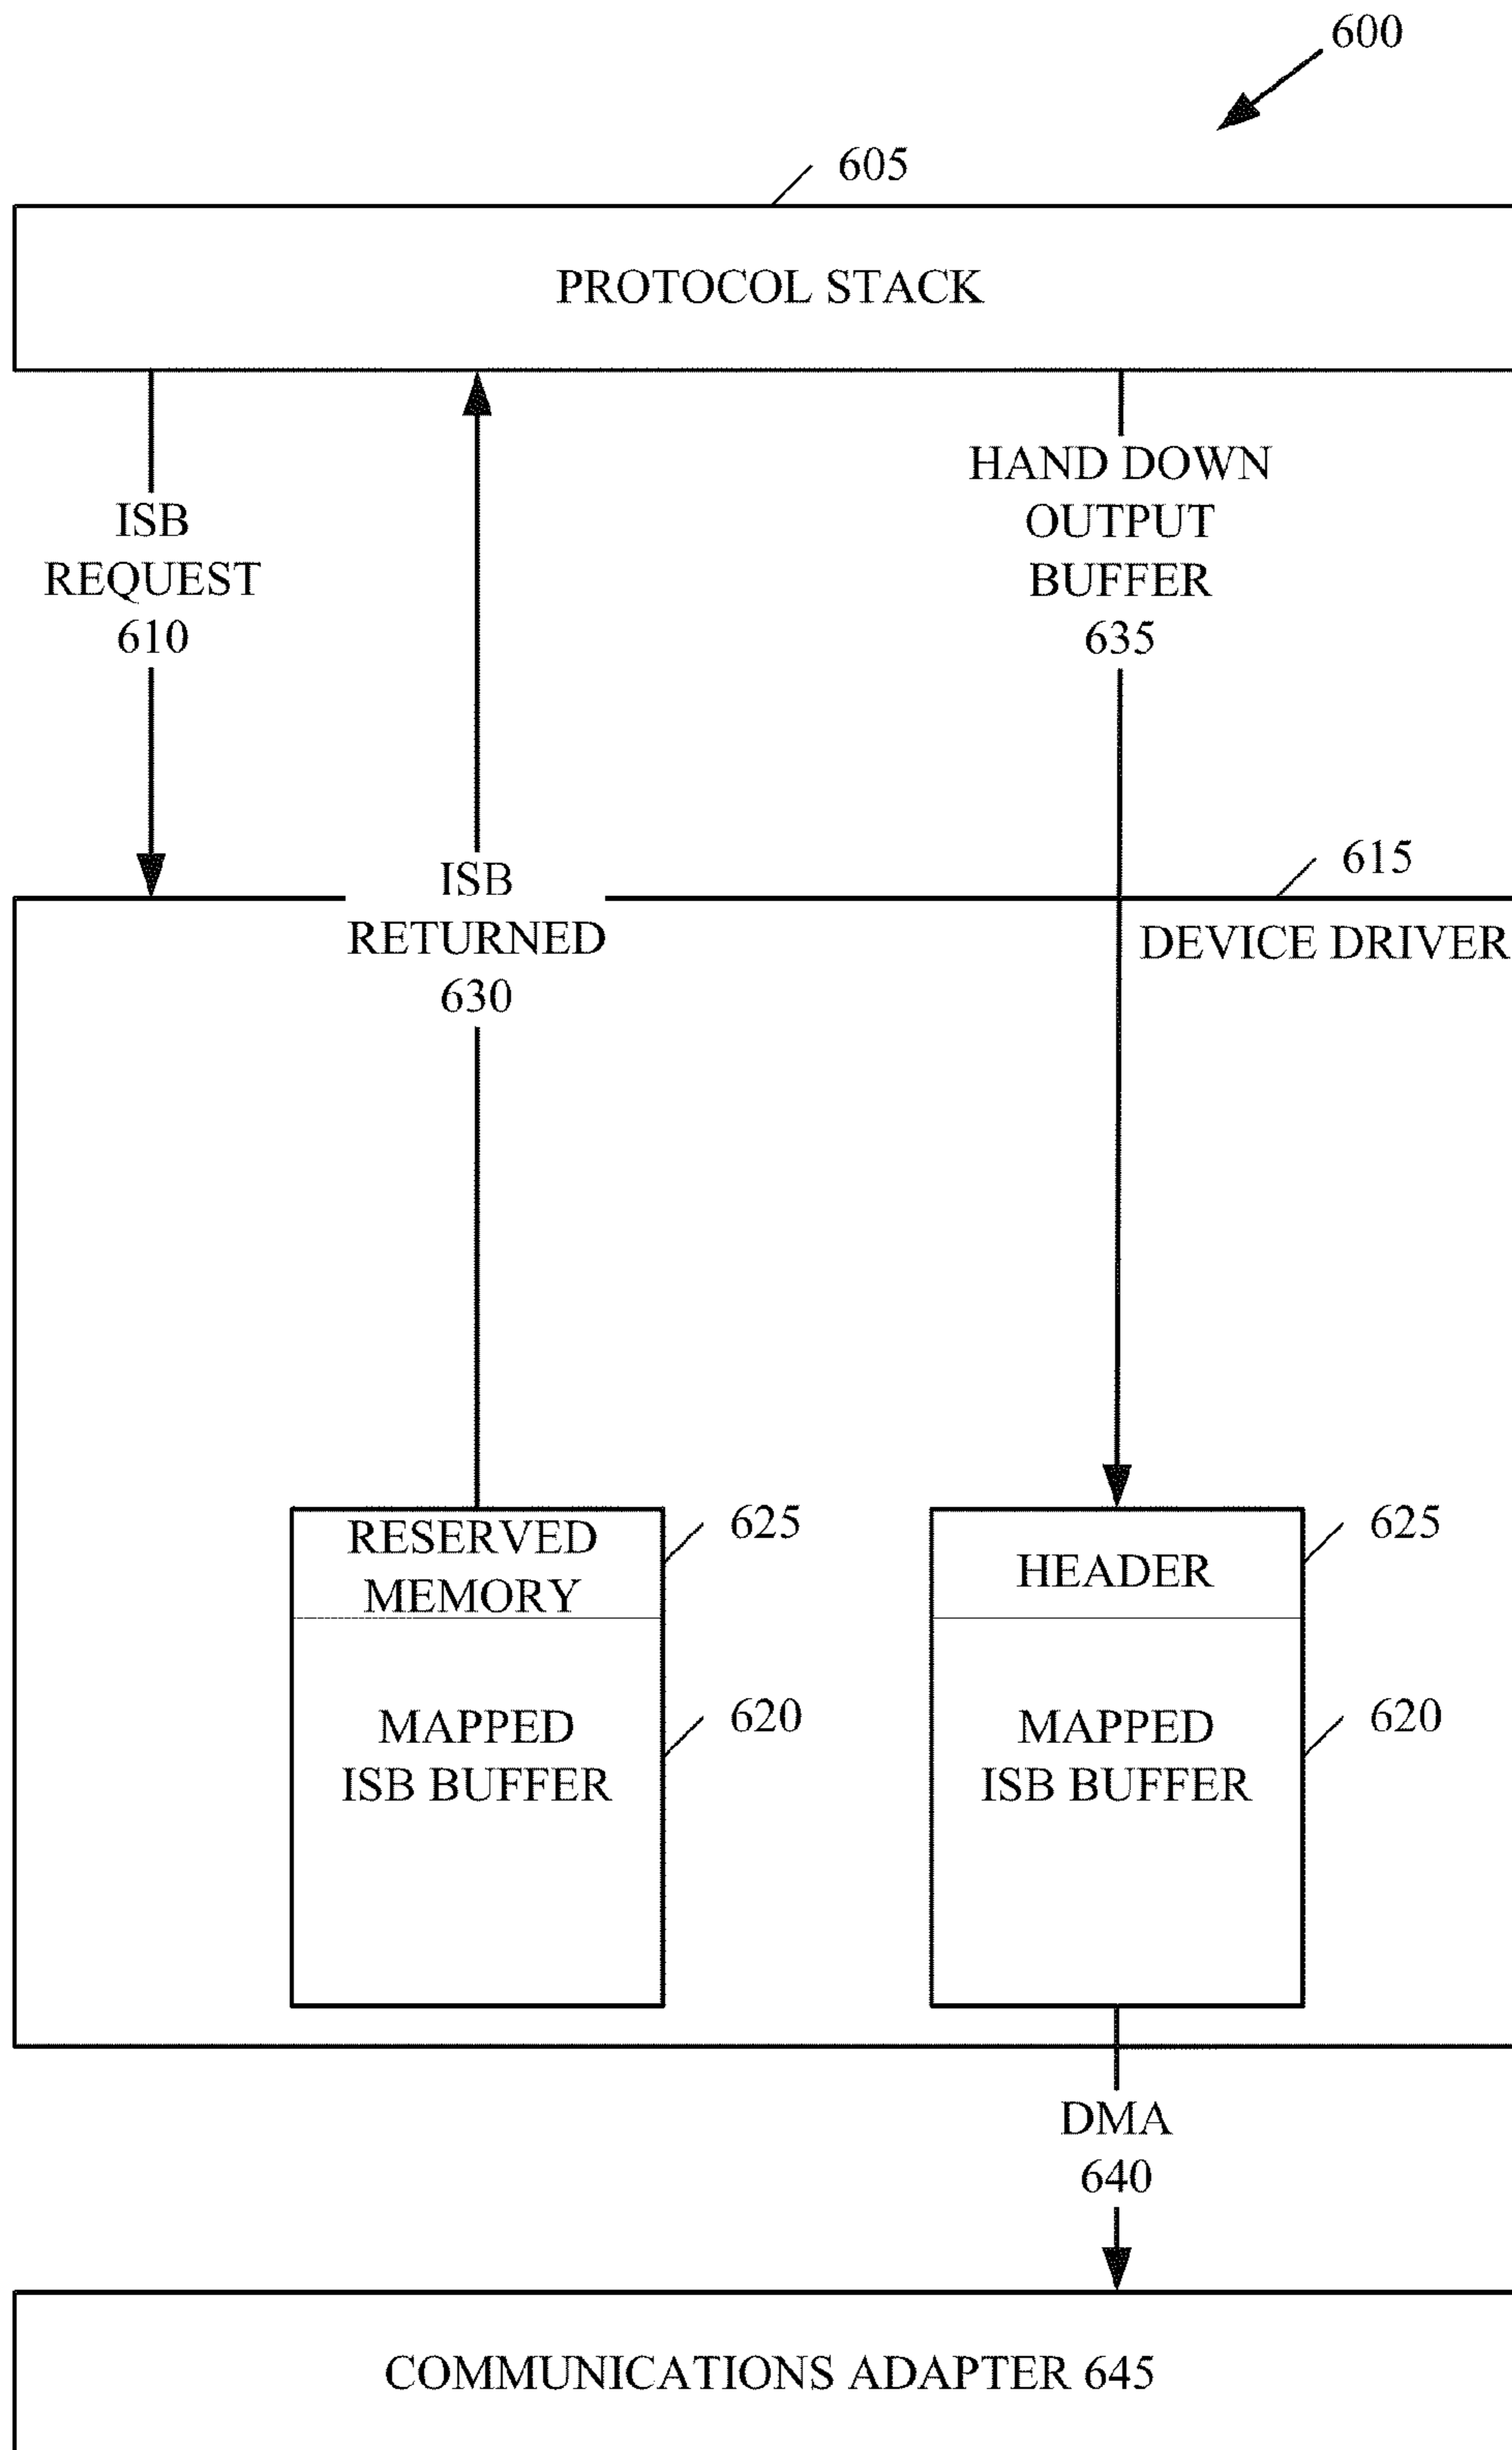 600
605
PROTOCOL STACK
ISB
REQUEST
610
HAND DOWN
OUTPUT
BUFFER
635
615
ISB
RETURNED
630
DEVICE DRIVER
RESERVED
MEMORY
625
HEADER
625
MAPPED
ISB BUFFER
620
MAPPED
ISB BUFFER
620
DMA
640
COMMUNICATIONS ADAPTER 645